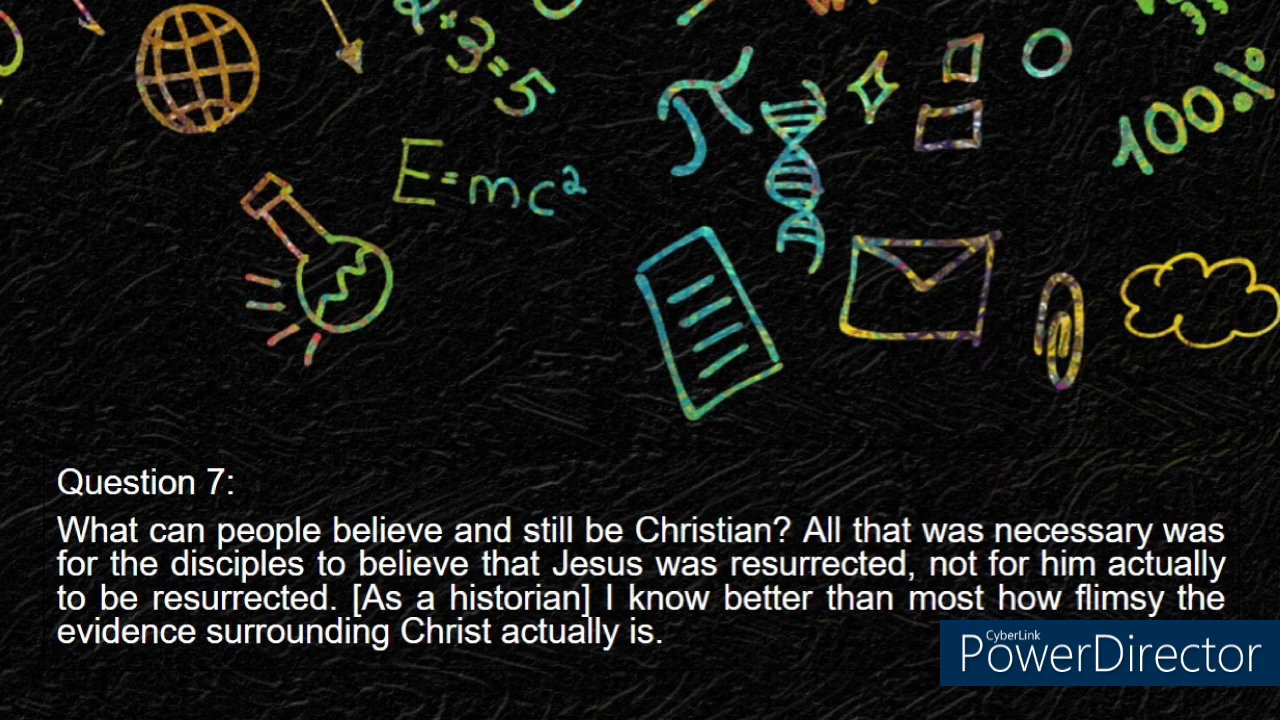 2×3=5
100%
π
E=mc²
Question 7:
What can people believe and still be Christian? All that was necessary was
for the disciples to believe that Jesus was resurrected, not for him actually
to be resurrected. [As a historian] I know better than most how flimsy the
evidence surrounding Christ actually is.
CyberLink
PowerDirector